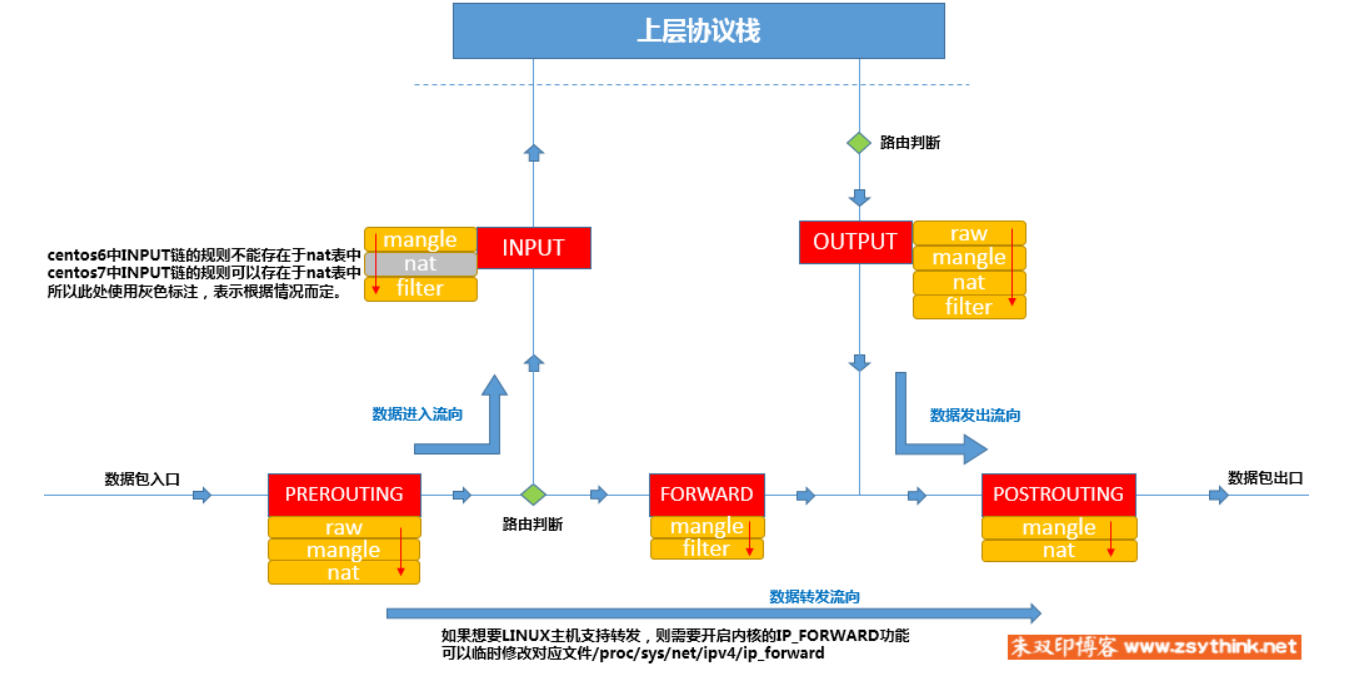 上层协议栈
路由判断
centos6中INPUT链的规则不能存在于nat表中
centos7中INPUT链的规则可以存在于nat表中
所以此处使用灰色标注，表示根据情况而定。
mangle
nat
filter
INPUT
OUTPUT
raw
mangle
nat
filter
数据进入流向
数据发出流向
数据包入口
PREROUTING
raw
mangle
nat
路由判断
FORWARD
mangle
filter
POSTROUTING
mangle
nat
数据包出口
数据转发流向
如果想要LINUX主机支持转发，则需要开启内核的IP_FORWARD功能
可以临时修改对应文件/proc/sys/net/ipv4/ip_forward
朱双印博客 www.zsythink.net